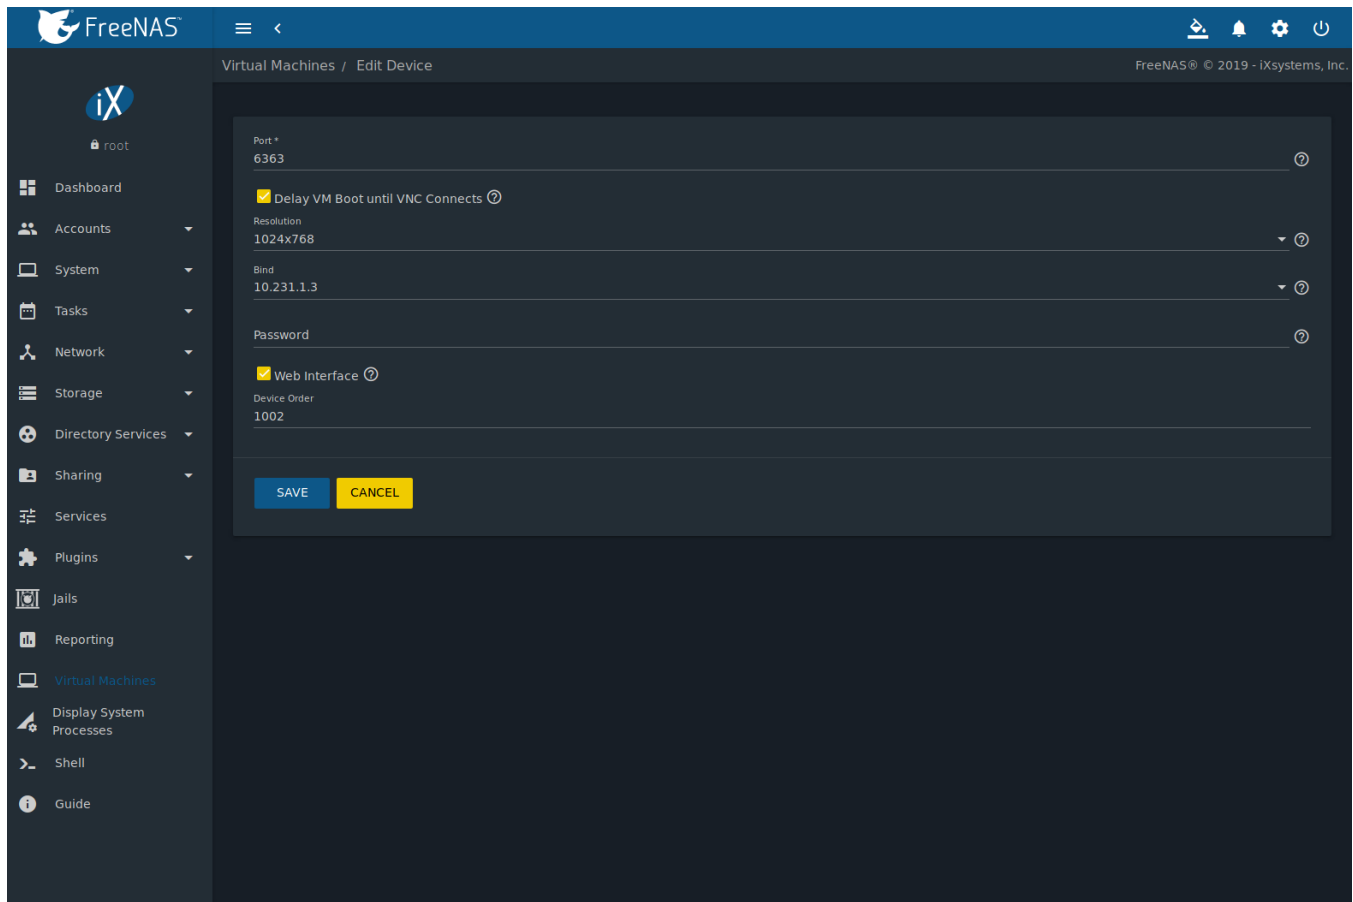 FreeNAS™
Virtual Machines / Edit Device
FreeNAS® © 2019 - iXsystems, Inc.
iX
root
Dashboard
Accounts
System
Tasks
Network
Storage
Directory Services
Sharing
Services
Plugins
Jails
Reporting
Virtual Machines
Display System
Processes
Shell
Guide
Port *
6363
Delay VM Boot until VNC Connects
Resolution
1024x768
Bind
10.231.1.3
Password
Web Interface
Device Order
1002
SAVE
CANCEL